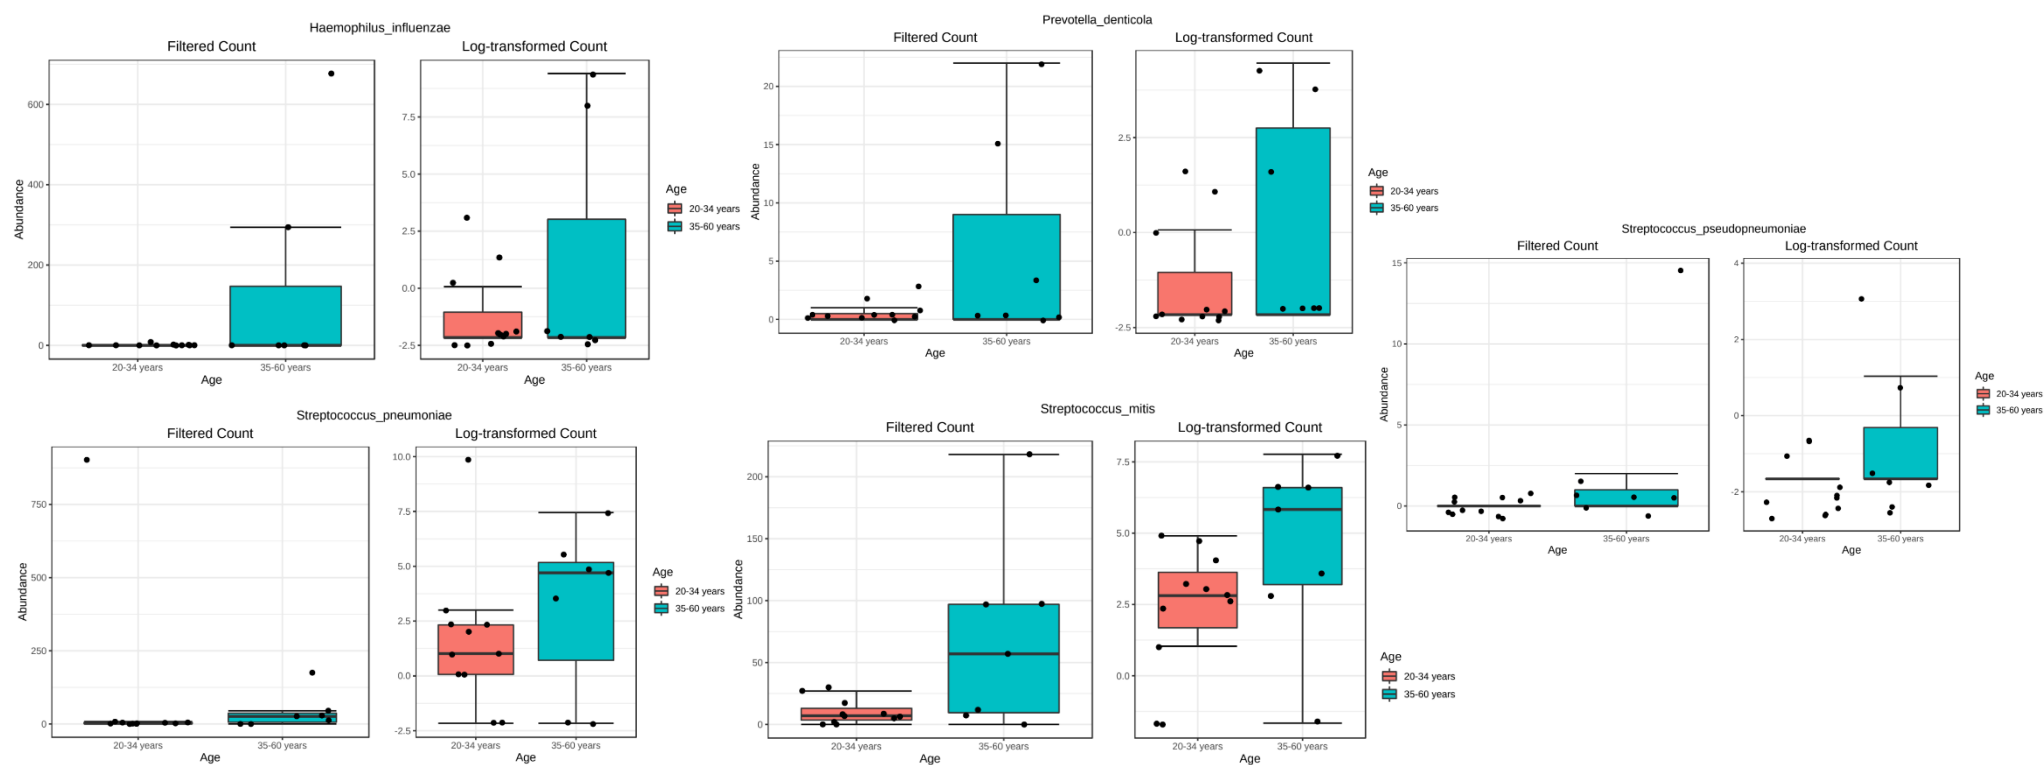 Haemophilus_influenzae
Filtered Count
Log-transformed Count
Abundance
600
400
200
0
7.5
5.0
2.5
0.0
-2.5
20-34 years
35-60 years
20-34 years
35-60 years
Age
Age
Age
20-34 years
35-60 years
Prevotella_denticola
Filtered Count
Log-transformed Count
Abundance
20
15
10
5
0
2.5
0.0
-2.5
20-34 years
35-60 years
20-34 years
35-60 years
Age
Age
Age
20-34 years
35-60 years
Streptococcus_pseudopneumoniae
Filtered Count
Log-transformed Count
Abundance
15
10
5
0
4
2
0
-2
20-34 years
35-60 years
20-34 years
35-60 years
Age
Age
Age
20-34 years
35-60 years
Streptococcus_pneumoniae
Filtered Count
Log-transformed Count
Abundance
750
500
250
0
10.0
7.5
5.0
2.5
0.0
-2.5
20-34 years
35-60 years
20-34 years
35-60 years
Age
Age
Age
20-34 years
35-60 years
Streptococcus_mitis
Filtered Count
Log-transformed Count
Abundance
200
150
100
50
0
7.5
5.0
2.5
0.0
20-34 years
35-60 years
20-34 years
35-60 years
Age
Age
Age
20-34 years
35-60 years